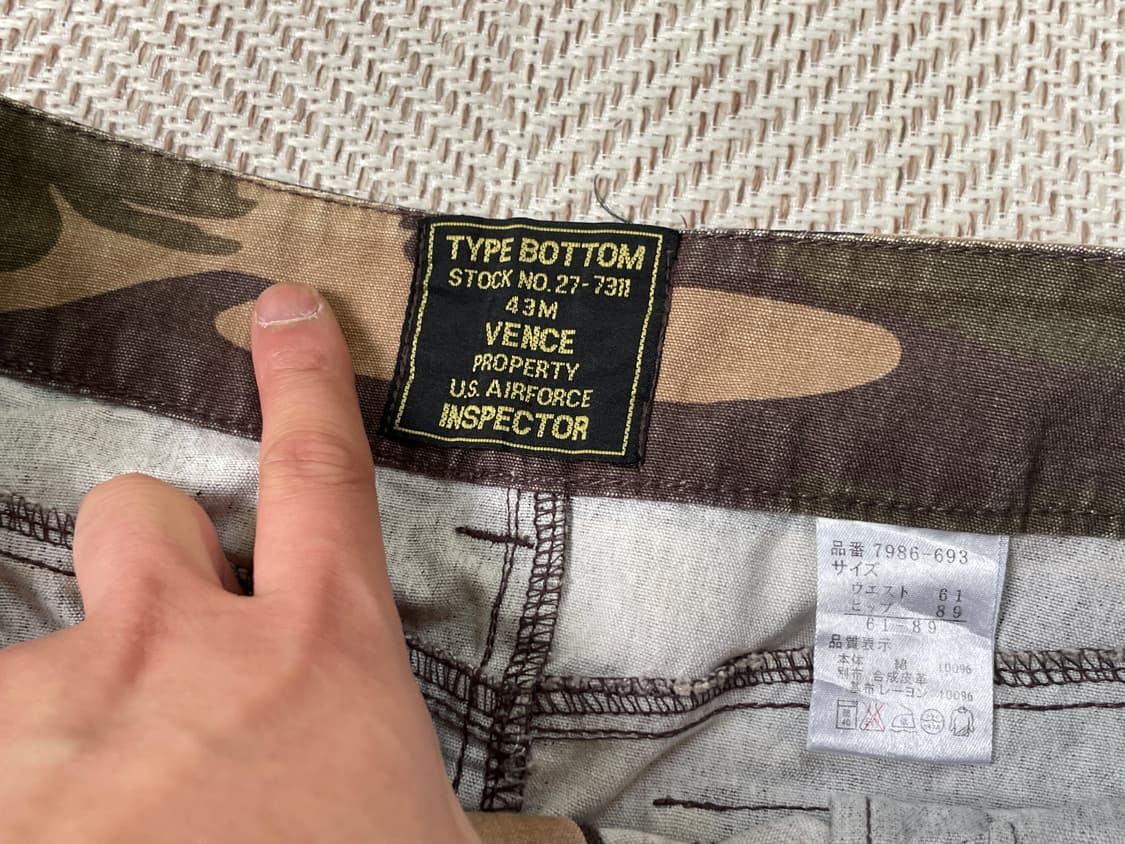 TYPE BOTTOM
STOCK NO. 27-7311
43M
VENCE
PROPERTY
U.S. AIRFORCE
INSPECTOR
品番 7986-693
サイズ
ウエスト 61
ヒップ 89
61-89
品質表示
本体 綿 100%
別布 合成皮革
基布レーヨン 100%